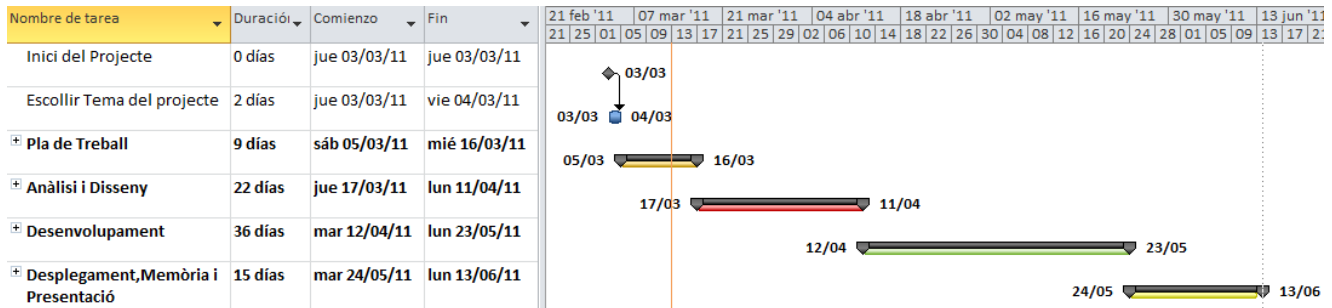 Nombre de tarea Duración Comienzo Fin
21 feb '11 07 mar '11 21 mar '11 04 abr '11 18 abr '11 02 may '11 16 may '11 30 may '11 13 jun '11
21 25 01 05 09 13 17 21 25 29 02 06 10 14 18 22 26 30 04 08 12 16 20 24 28 01 05 09 13 17 21
Inici del Projecte 0 días jue 03/03/11 jue 03/03/11
03/03
Escollir Tema del projecte 2 días jue 03/03/11 vie 04/03/11
03/03 04/03
Pla de Treball 9 días sáb 05/03/11 mié 16/03/11
05/03 16/03
Anàlisi i Disseny 22 días jue 17/03/11 lun 11/04/11
17/03 11/04
Desenvolupament 36 días mar 12/04/11 lun 23/05/11
12/04 23/05
Desplegament,Memòria i 15 días mar 24/05/11 lun 13/06/11
Presentació
24/05 13/06